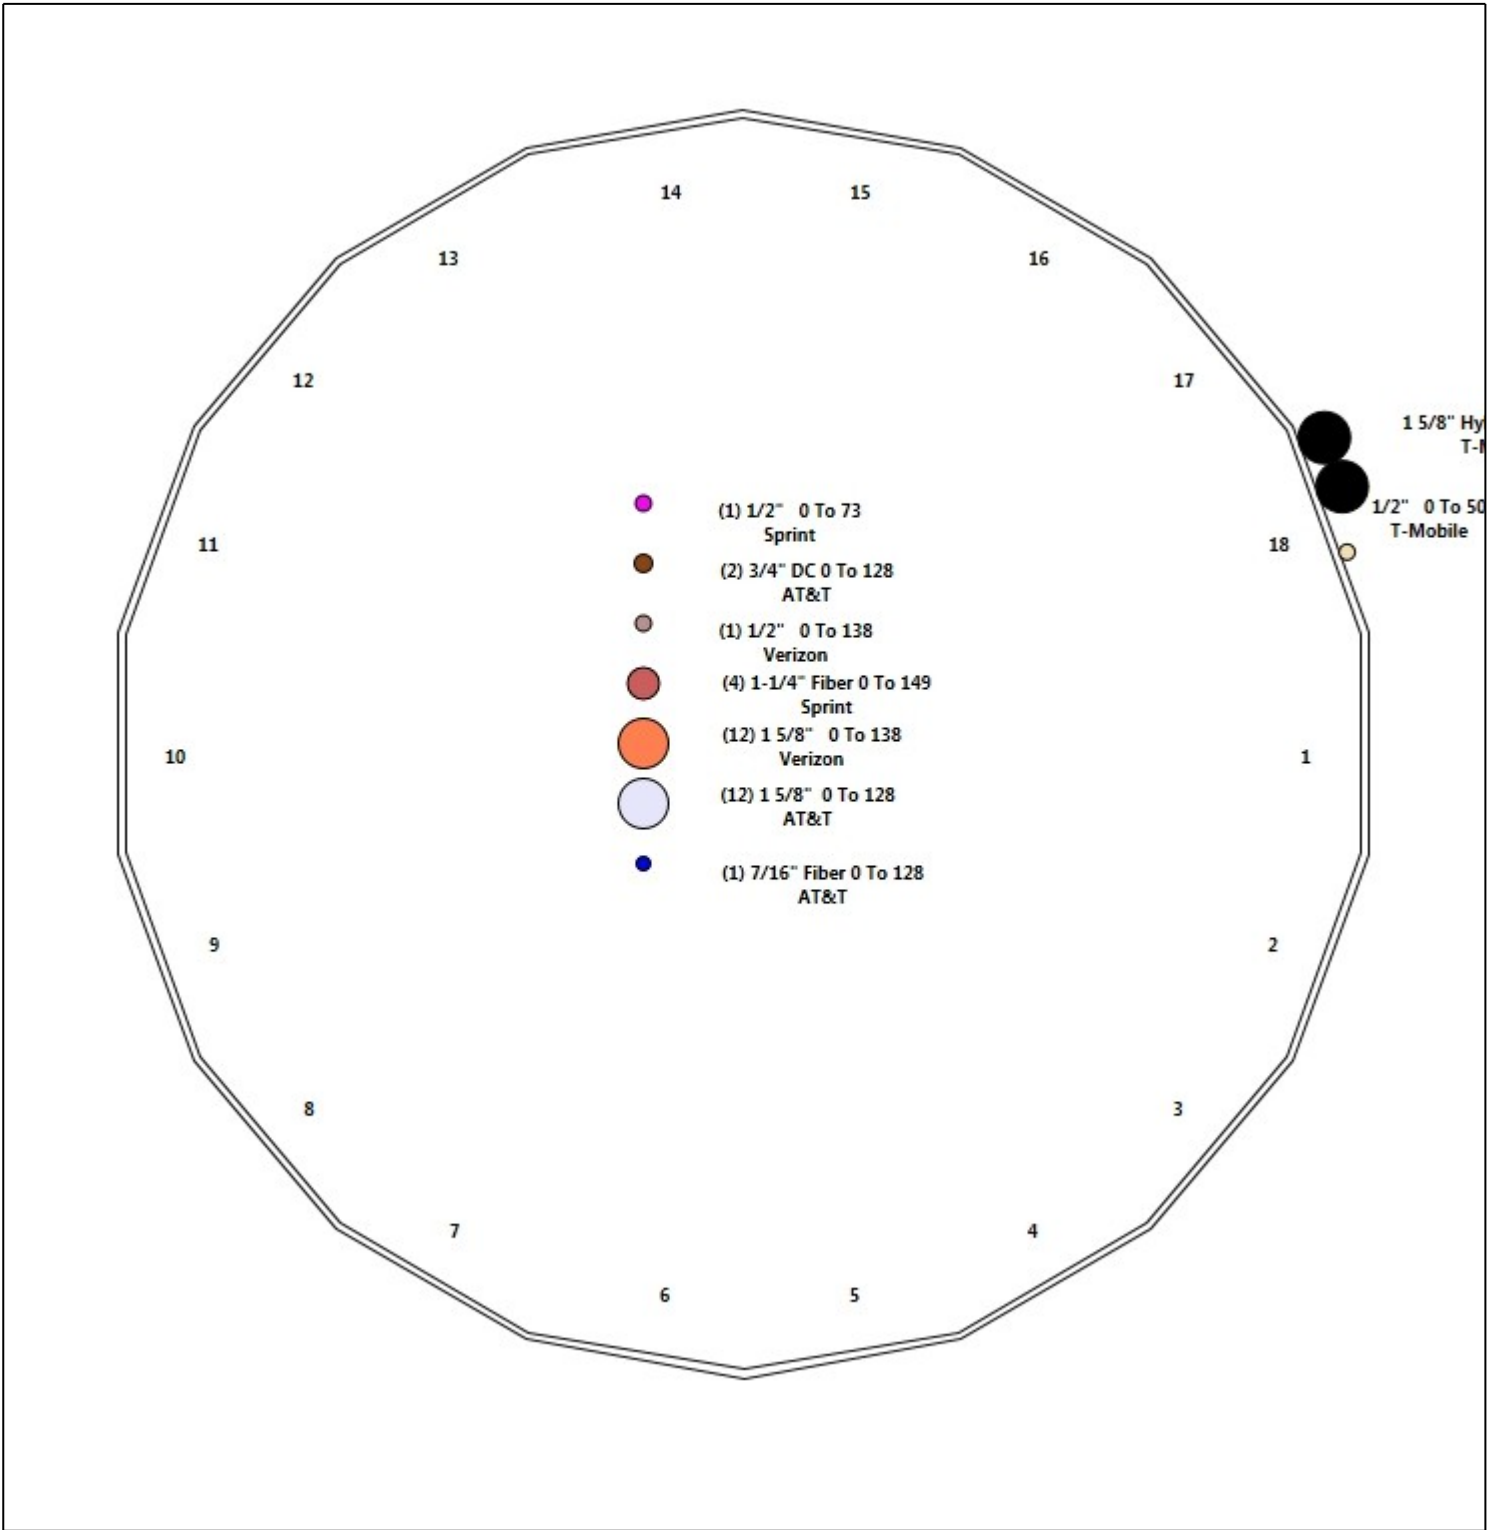 14
15
13
16
12
17
1 5/8" Hy
T-
1/2" 0 To 50
T-Mobile
11
18
(1) 1/2" 0 To 73
Sprint
(2) 3/4" DC 0 To 128
AT&T
(1) 1/2" 0 To 138
Verizon
(4) 1-1/4" Fiber 0 To 149
Sprint
(12) 1 5/8" 0 To 138
Verizon
(12) 1 5/8" 0 To 128
AT&T
(1) 7/16" Fiber 0 To 128
AT&T
10
1
9
2
8
3
7
4
6
5